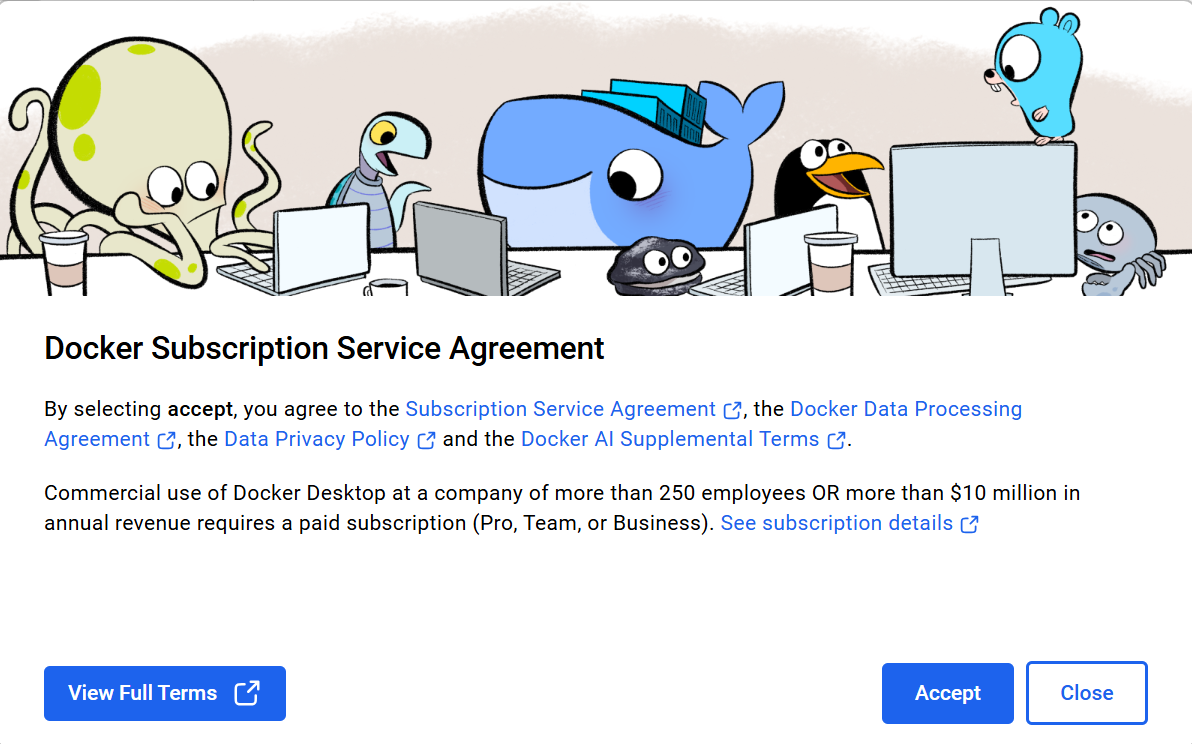 Docker Subscription Service Agreement
By selecting accept, you agree to the Subscription Service Agreement, the Docker Data Processing
Agreement, the Data Privacy Policy and the Docker AI Supplemental Terms.
Commercial use of Docker Desktop at a company of more than 250 employees OR more than $10 million in
annual revenue requires a paid subscription (Pro, Team, or Business). See subscription details
View Full Terms
Accept
Close